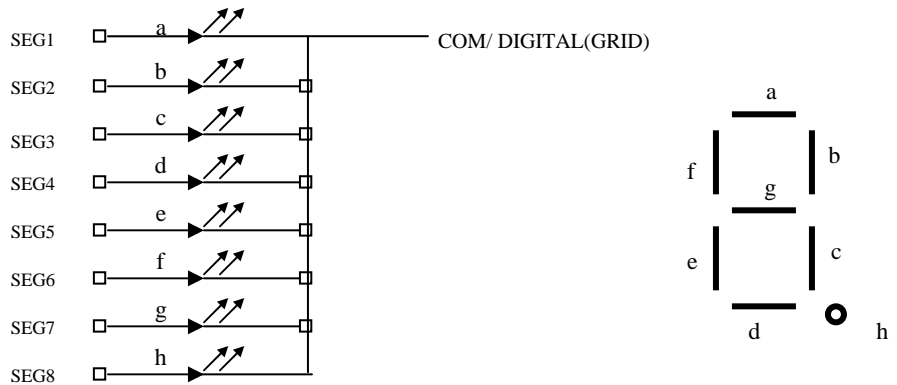 SEG1 a COM/ DIGITAL(GRID)
SEG2 b
SEG3 c
SEG4 d
SEG5 e
SEG6 f
SEG7 g
SEG8 h
a
f b
g
e c
d h